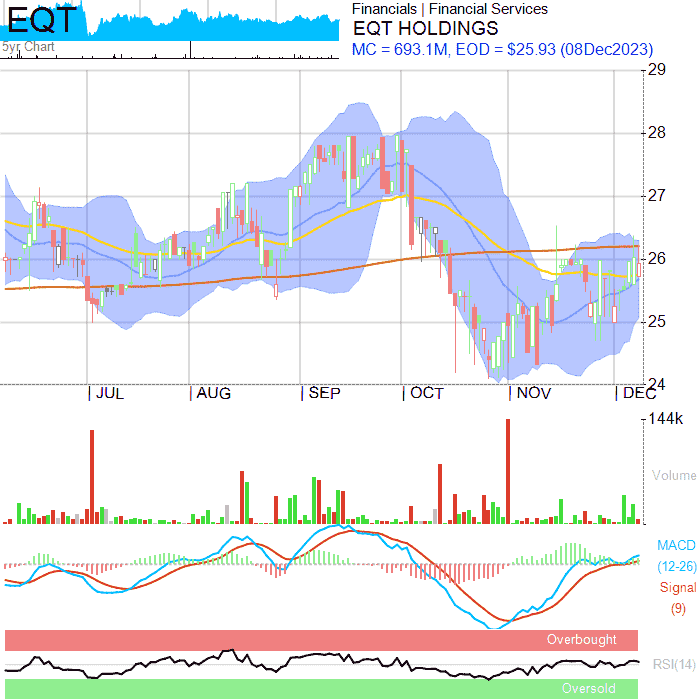 EQT
5yr Chart
Financials | Financial Services
EQT HOLDINGS
MC = 693.1M, EOD = $25.93 (08Dec2023)
29
28
27
26
25
24
JUL AUG SEP OCT NOV DEC
144k
Volume
MACD
(12-26)
Signal
(9)
Overbought
RSI(14)
Oversold